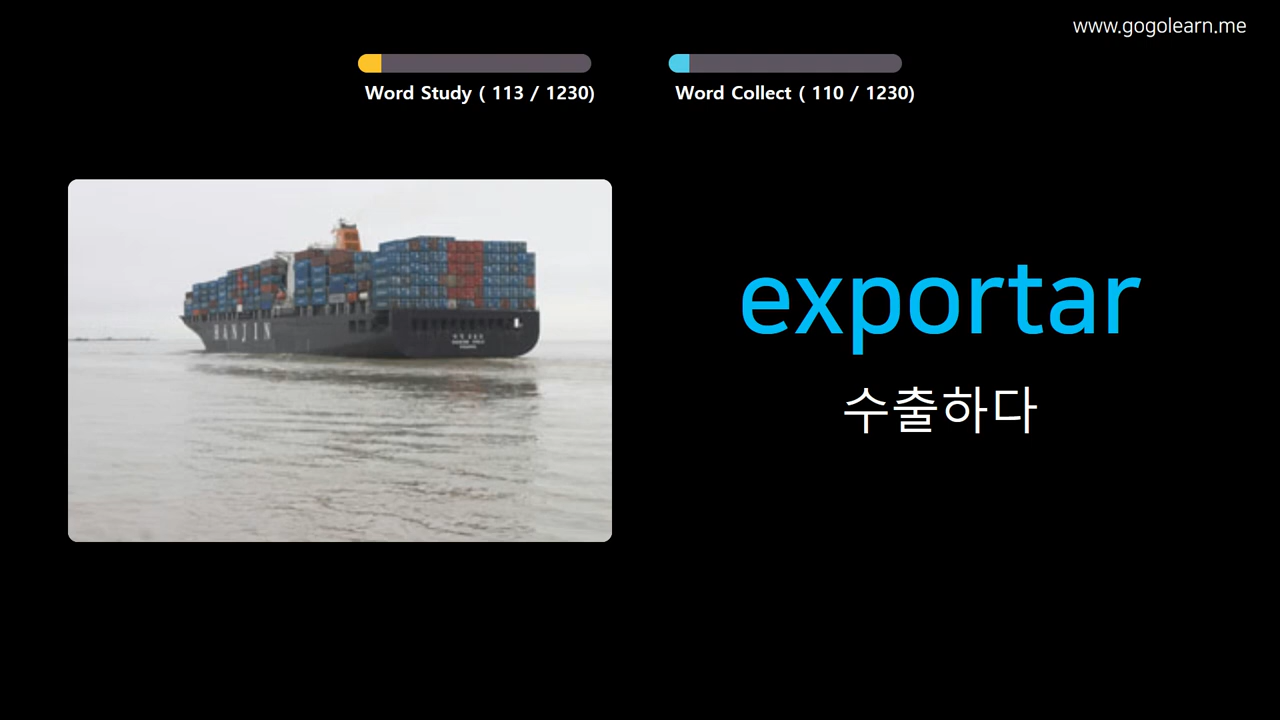 www.gogolearn.me
Word Study ( 113 / 1230)
Word Collect ( 110 / 1230)
HANJIN
exportar
수출하다